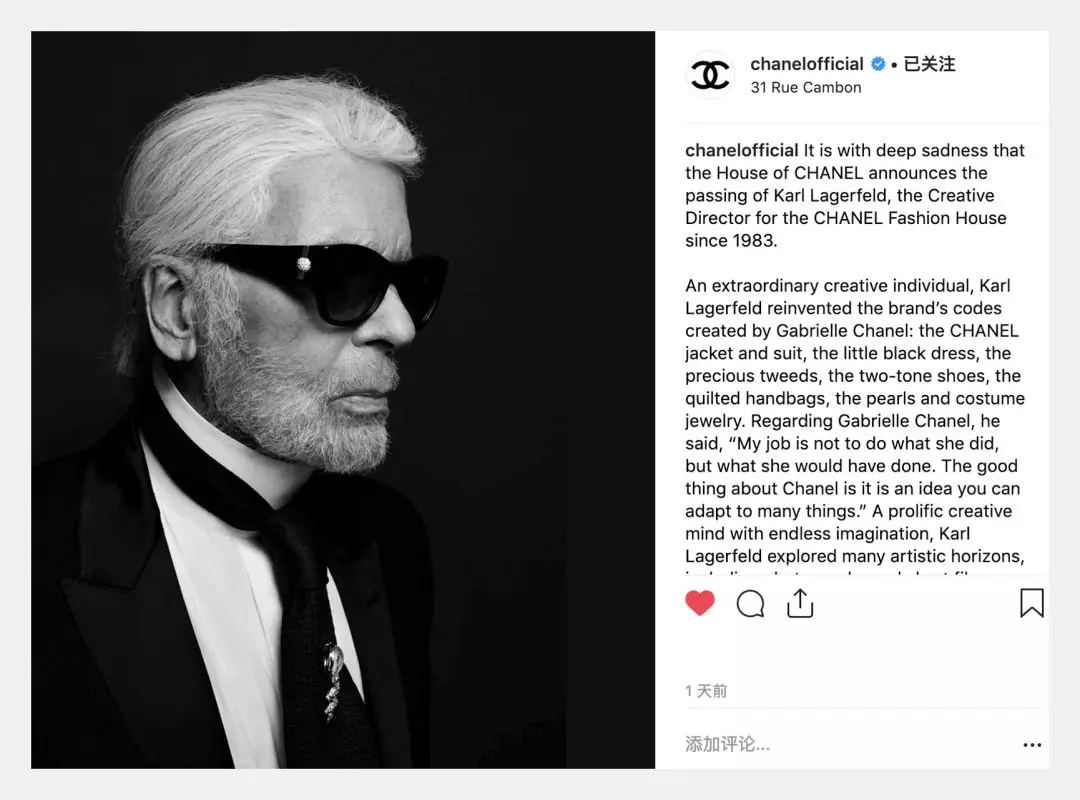 chanelofficial • 已关注
31 Rue Cambon
chanelofficial It is with deep sadness that
the House of CHANEL announces the
passing of Karl Lagerfeld, the Creative
Director for the CHANEL Fashion House
since 1983.
An extraordinary creative individual, Karl
Lagerfeld reinvented the brand’s codes
created by Gabrielle Chanel: the CHANEL
jacket and suit, the little black dress, the
precious tweeds, the two-tone shoes, the
quilted handbags, the pearls and costume
jewelry. Regarding Gabrielle Chanel, he
said, “My job is not to do what she did,
but what she would have done. The good
thing about Chanel is it is an idea you can
adapt to many things.” A prolific creative
mind with endless imagination, Karl
Lagerfeld explored many artistic horizons,
1 天前
添加评论...